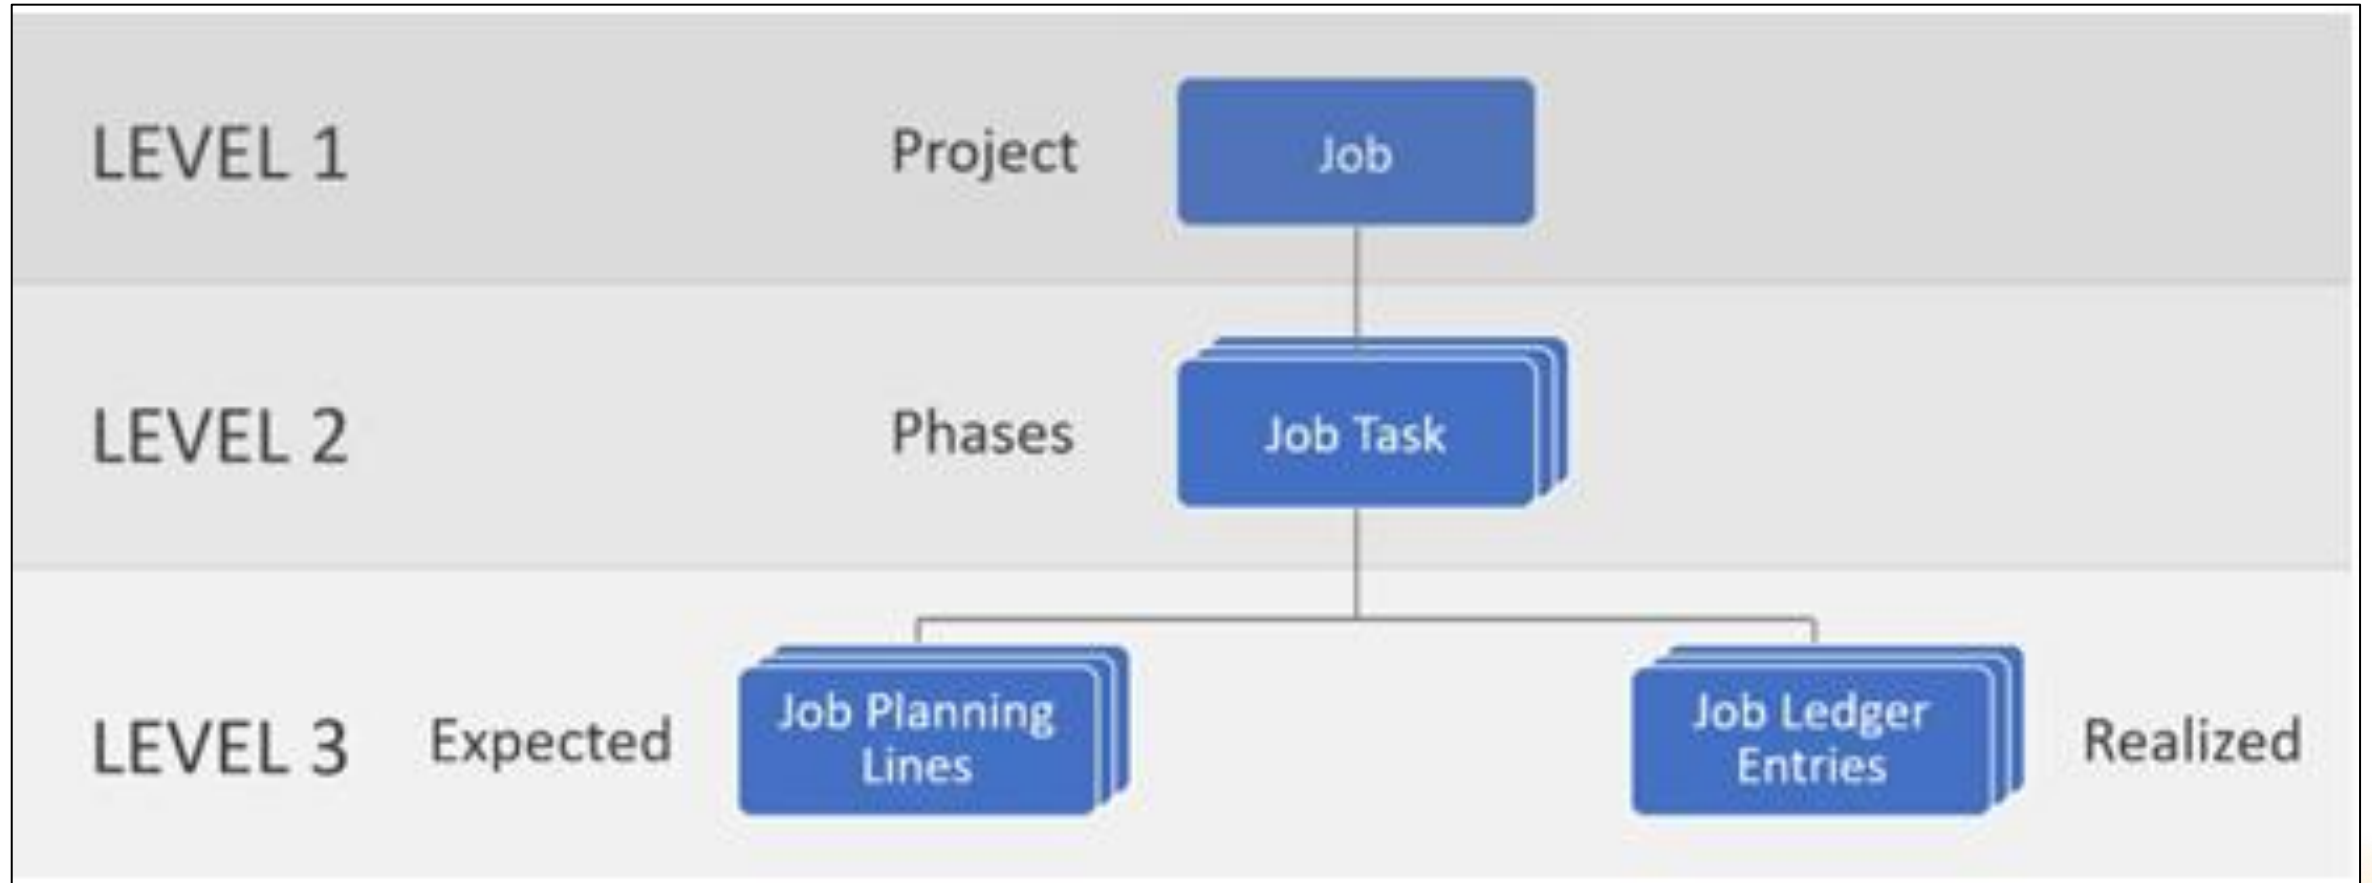 LEVEL 1
Project
Job
LEVEL 2
Phases
Job Task
LEVEL 3
Expected
Job Planning
Lines
Job Ledger
Entries
Realized